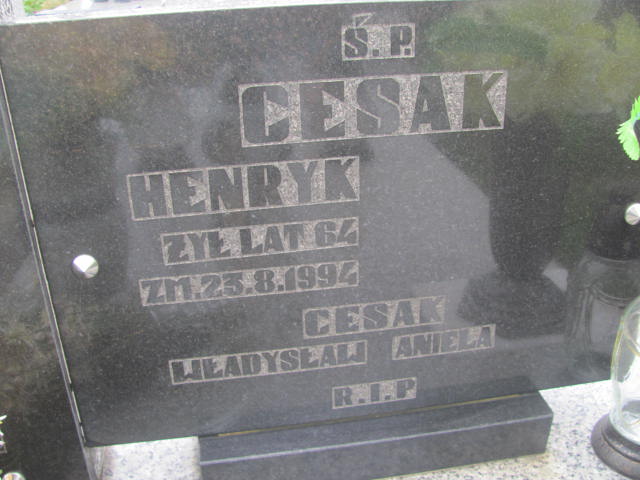 Ś.P.
CESAK
HENRYK
ŻYŁ LAT 64
ZM.23.8.1994
CESAK
WŁADYSŁAW ANIELA
R.I.P